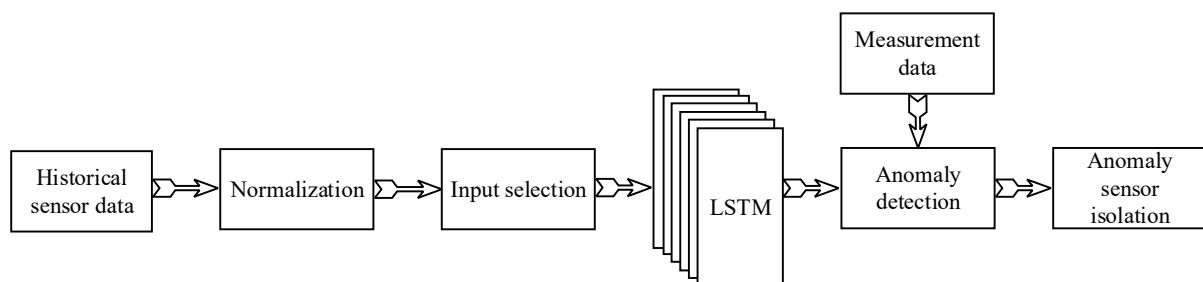 Measurement
data
Historical
sensor data
Normalization
Input selection
LSTM
Anomaly
detection
Anomaly
sensor
isolation